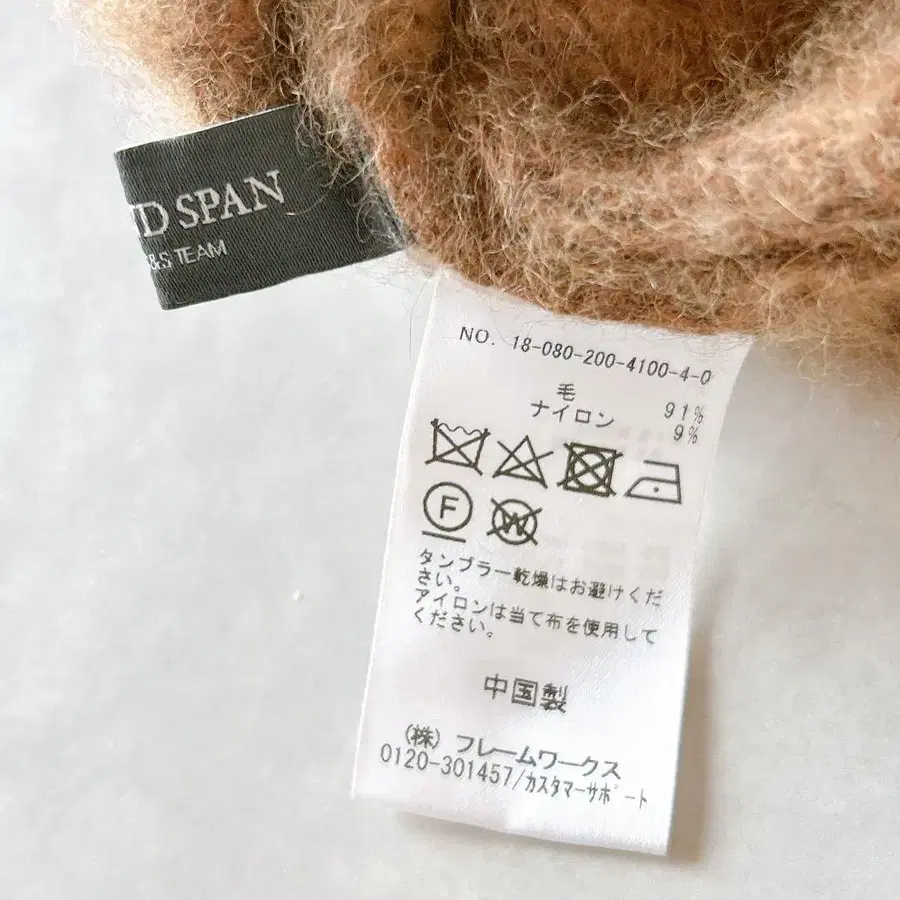 D SPAN
&S TEAM
NO. 18-080-200-4100-4-0
毛 91%
ナイロン 9%
F
W
タンブラー乾燥はお避けくだ
さい。
アイロンは当て布を使用して
ください。
中国製
(株) フレームワークス
0120-301457/カスタマーサポート